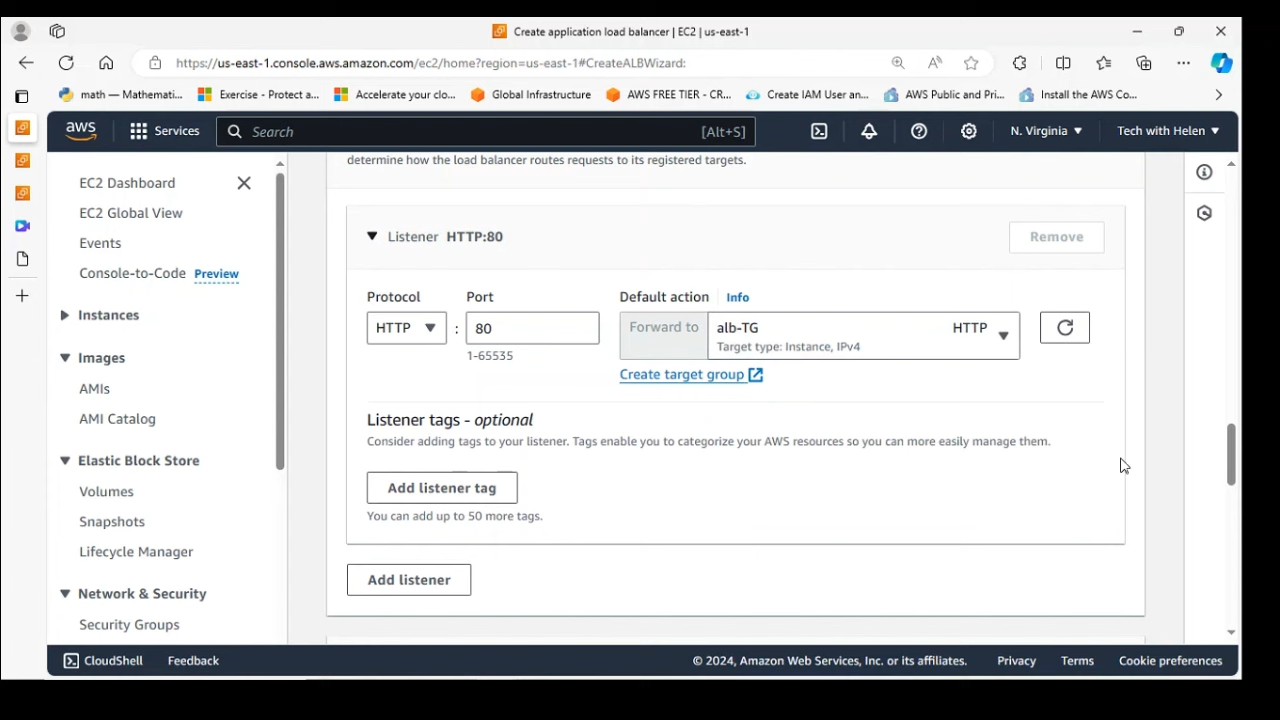 Create application load balancer | EC2 | us-east-1
https://us-east-1.console.aws.amazon.com/ec2/home?region=us-east-1#CreateALBWizard:
math — Mathemati... Exercise - Protect a... Accelerate your clo... Global Infrastructure AWS FREE TIER - CR... Create IAM User an... AWS Public and Pri... Install the AWS Co...
aws Services Search [Alt+S] N. Virginia Tech with Helen
EC2 Dashboard
EC2 Global View
Events
Console-to-Code Preview
Instances
Images
AMIs
AMI Catalog
Elastic Block Store
Volumes
Snapshots
Lifecycle Manager
Network & Security
Security Groups
determine how the load balancer routes requests to its registered targets.
Listener HTTP:80 Remove
Protocol Port Default action Info
HTTP : 80 Forward to alb-TG HTTP
Target type: Instance, IPv4
1-65535
Create target group
Listener tags - optional
Consider adding tags to your listener. Tags enable you to categorize your AWS resources so you can more easily manage them.
Add listener tag
You can add up to 50 more tags.
Add listener
CloudShell Feedback © 2024, Amazon Web Services, Inc. or its affiliates. Privacy Terms Cookie preferences